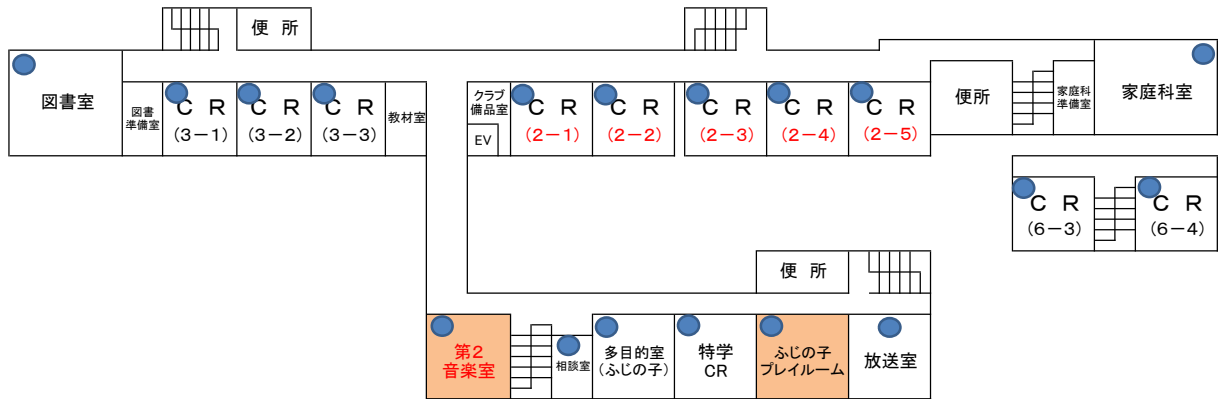 便 所
図書室
図書
準備室
C R
(3-1)
C R
(3-2)
C R
(3-3)
教材室
クラブ
備品室
EV
C R
(2-1)
C R
(2-2)
C R
(2-3)
C R
(2-4)
C R
(2-5)
便所
家庭科
準備室
家庭科室
C R
(6-3)
C R
(6-4)
便 所
第2
音楽室
相談室
多目的室
(ふじの子)
特学
CR
ふじの子
プレイルーム
放送室